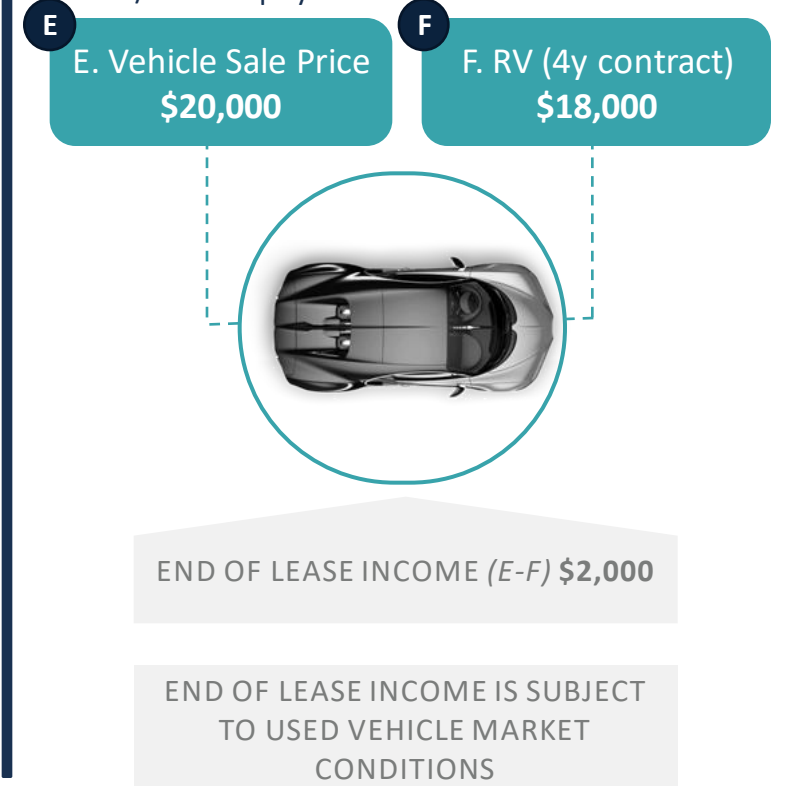 E
F
E. Vehicle Sale Price
$20,000
F. RV (4y contract)
$18,000
END OF LEASE INCOME (E-F) $2,000
END OF LEASE INCOME IS SUBJECT
TO USED VEHICLE MARKET
CONDITIONS